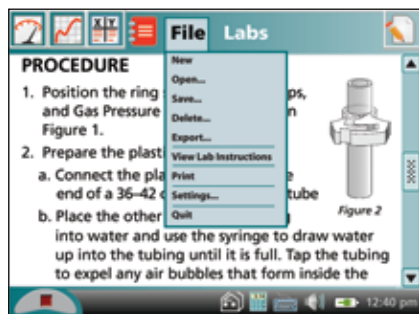 X Y
File Labs
New
Open...
Save...
Delete...
Export...
View Lab Instructions
Print
Settings...
Quit
PROCEDURE
1. Position the ring ps,
and Gas Pressure n
Figure 1.
2. Prepare the plasti
a. Connect the pla
end of a 36–42 tube
b. Place the other g
into water and use the syringe to draw water
up into the tubing until it is full. Tap the tubing
to expel any air bubbles that form inside the
Figure 2
12:40 pm